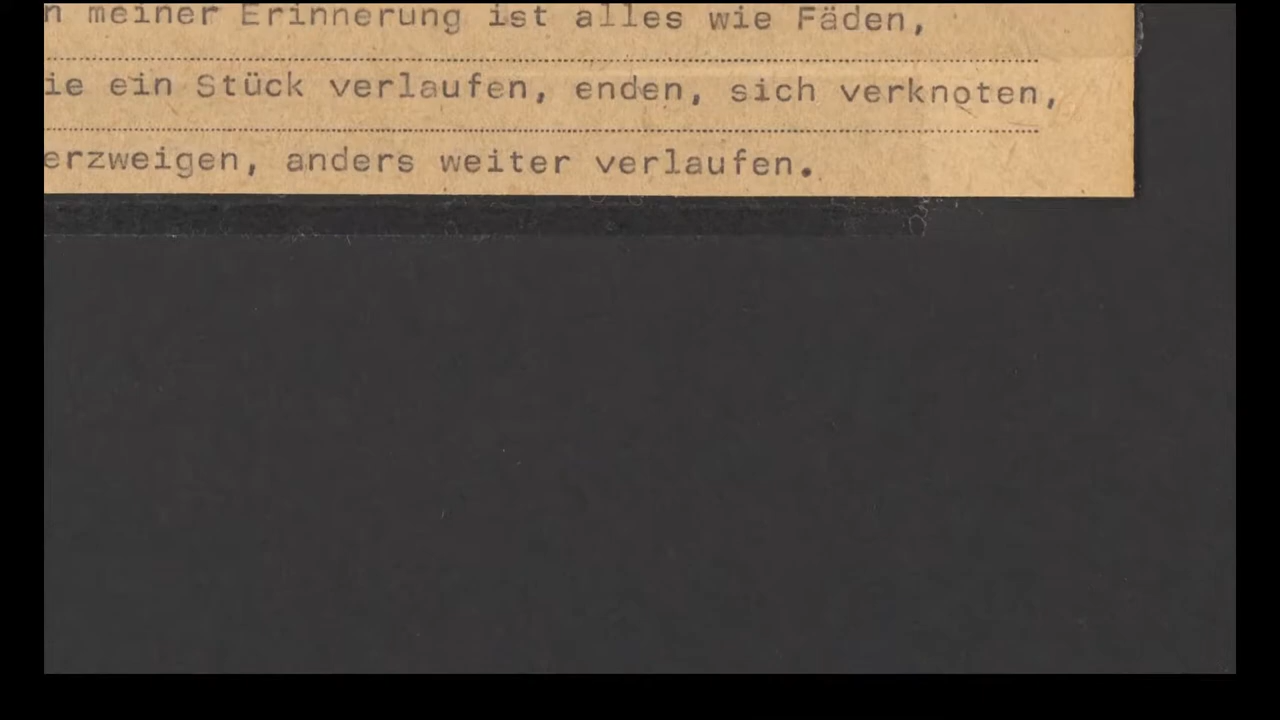 n meiner Erinnerung ist alles wie Fäden,
ie ein Stück verlaufen, enden, sich verknoten,
erzweigen, anders weiter verlaufen.